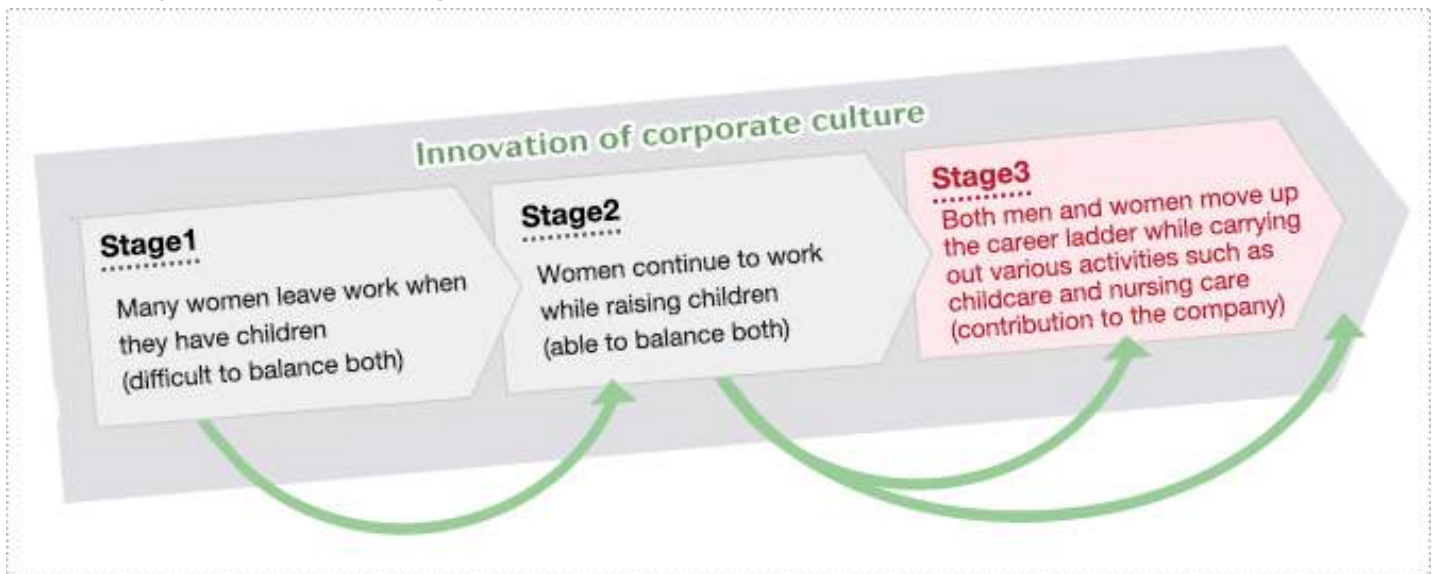 Innovation of corporate culture
Stage1
Many women leave work when
they have children
(difficult to balance both)
Stage2
Women continue to work
while raising children
(able to balance both)
Stage3
Both men and women move up
the career ladder while carrying
out various activities such as
childcare and nursing care
(contribution to the company)